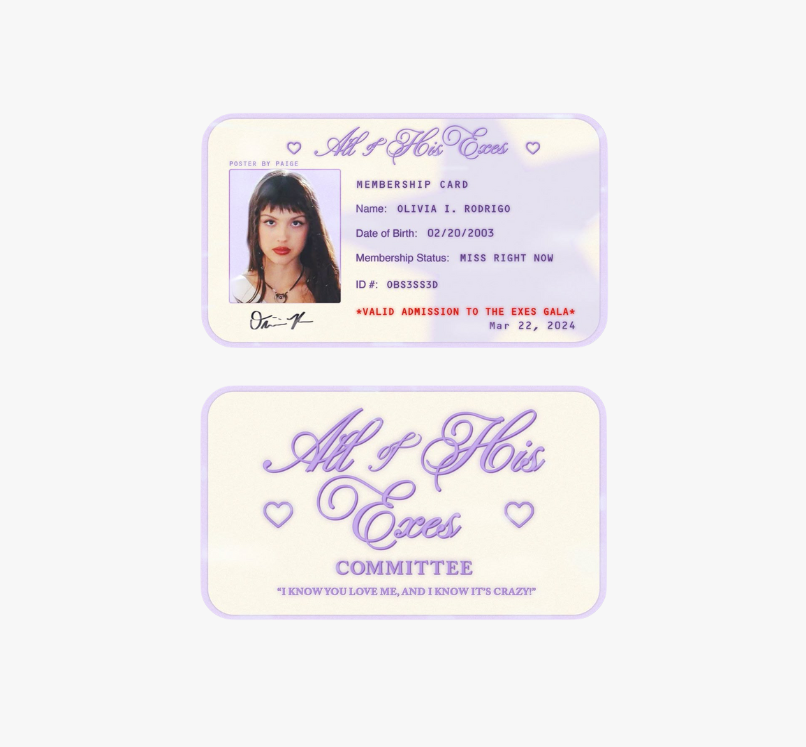 All of His Exes
POSTER BY PAIGE
MEMBERSHIP CARD
Name: OLIVIA I. RODRIGO
Date of Birth: 02/20/2003
Membership Status: MISS RIGHT NOW
ID #: OBS3SS3D
*VALID ADMISSION TO THE EXES GALA*
Mar 22, 2024
All of His
Exes
COMMITTEE
“I KNOW YOU LOVE ME, AND I KNOW IT’S CRAZY!”